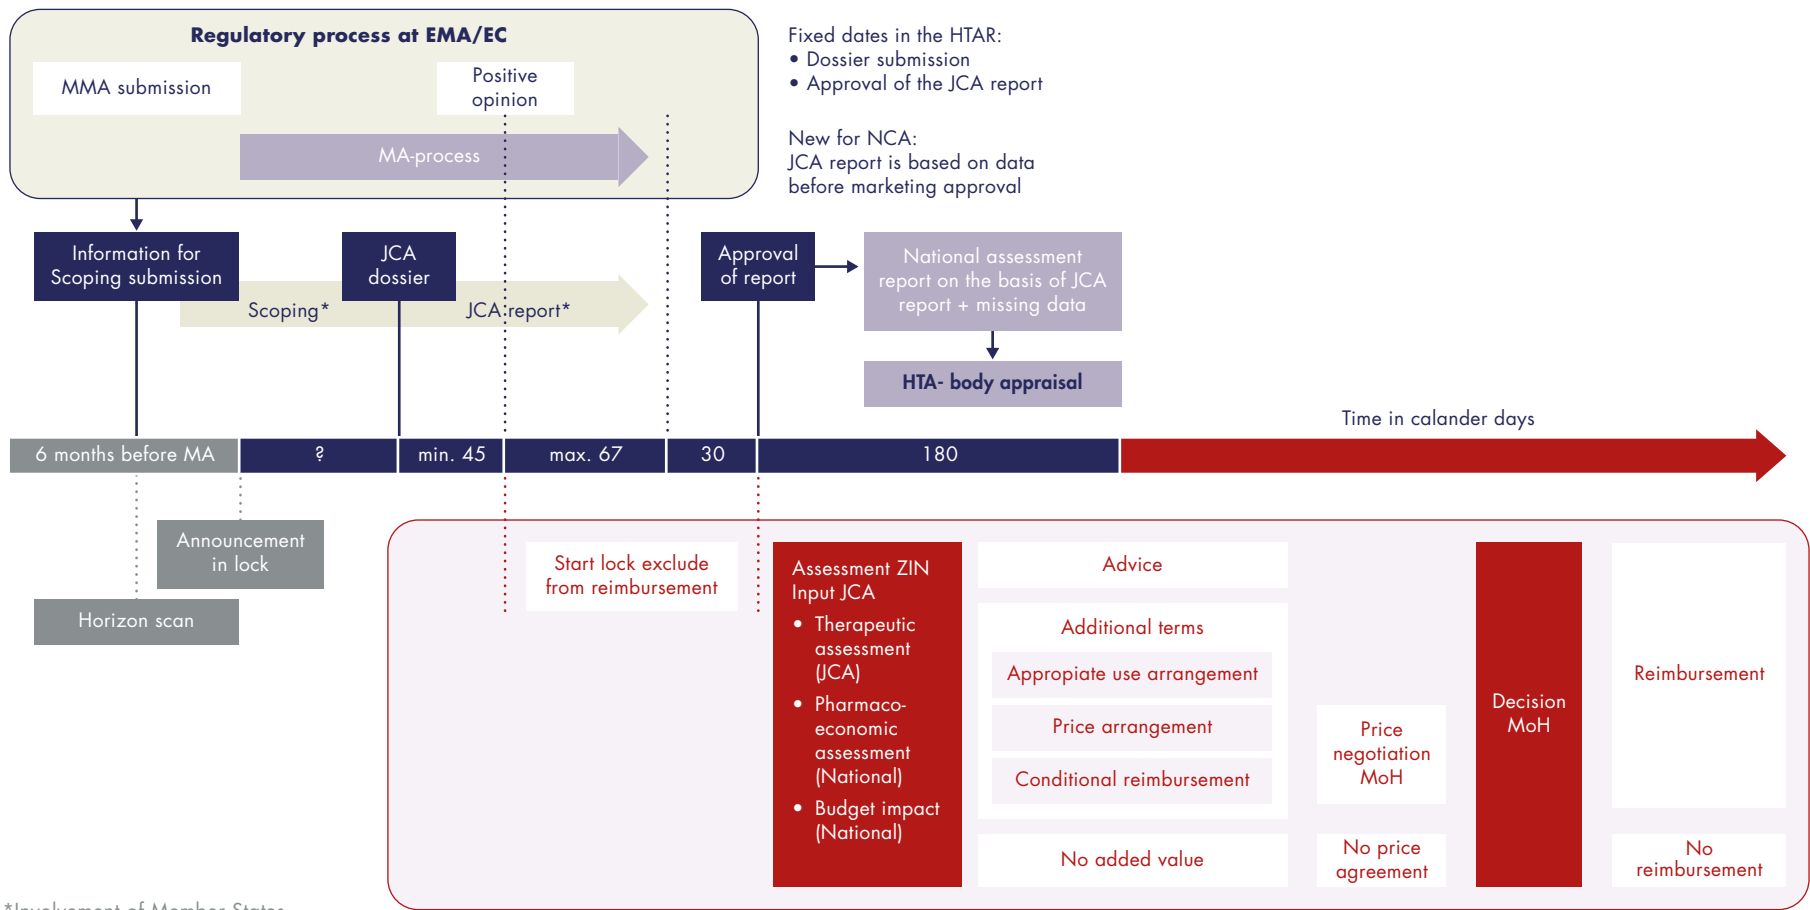 Regulatory process at EMA/EC
MMA submission
Positive
opinion
MA-process
Fixed dates in the HTAR:
• Dossier submission
• Approval of the JCA report
New for NCA:
JCA report is based on data
before marketing approval
Information for
Scoping submission
JCA
dossier
Scoping*
JCA report*
Approval
of report
National assessment
report on the basis of JCA
report + missing data
HTA- body appraisal
Time in calander days
6 months before MA
?
min. 45
max. 67
30
180
Announcement
in lock
Horizon scan
Start lock exclude
from reimbursement
Assessment ZIN
Input JCA
• Therapeutic
assessment
(JCA)
• Pharmaco-
economic
assessment
(National)
• Budget impact
(National)
Advice
Additional terms
Appropiate use arrangement
Price arrangement
Conditional reimbursement
No added value
Price
negotiation
MoH
No price
agreement
Decision
MoH
Reimbursement
No
reimbursement
*Involvement of Member States